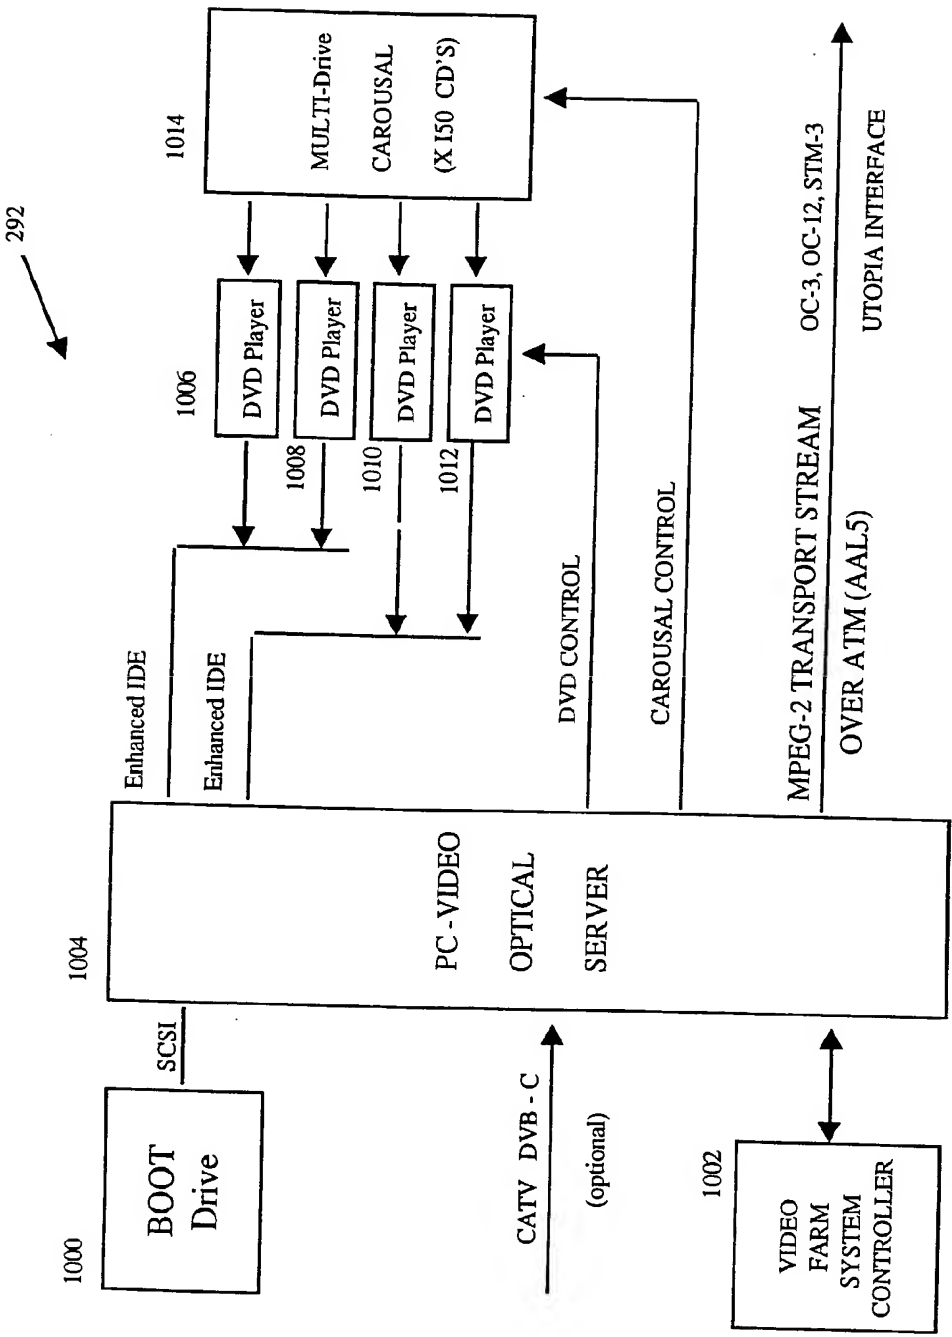 292
1000
BOOT
Drive
SCSI
1004
PC -VIDEO
OPTICAL
SERVER
Enhanced IDE
Enhanced IDE
1006
DVD Player
1008
DVD Player
1010
DVD Player
1012
DVD Player
1014
MULTI-Drive
CAROUSAL
(X 150 CD'S)
DVD CONTROL
CAROUSAL CONTROL
CATV DVB - C
(optional)
1002
VIDEO
FARM
SYSTEM
CONTROLLER
MPEG-2 TRANSPORT STREAM
OVER ATM (AAL5)
OC-3, OC-12, STM-3
UTOPIA INTERFACE